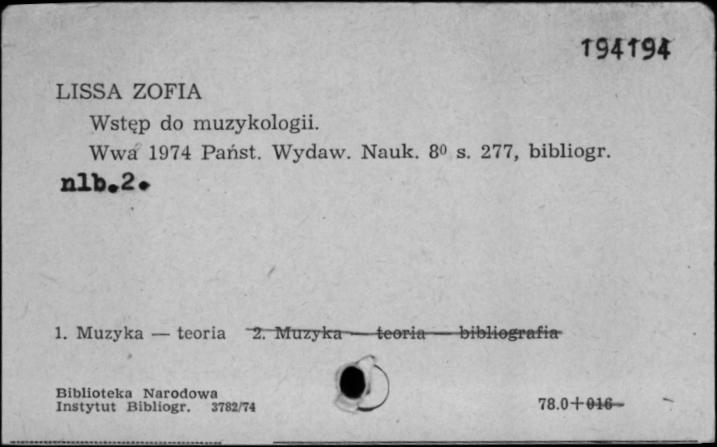 194194
LISSA ZOFIA
Wstęp do muzykologii.
Wwa 1974 Państ. Wydaw. Nauk. 8⁰ s. 277, bibliogr.
nlb.2.
1. Muzyka — teoria 2. Muzyka — teoria — bibliografia
Biblioteka Narodowa
Instytut Bibliogr. 3782/74
78.0+016